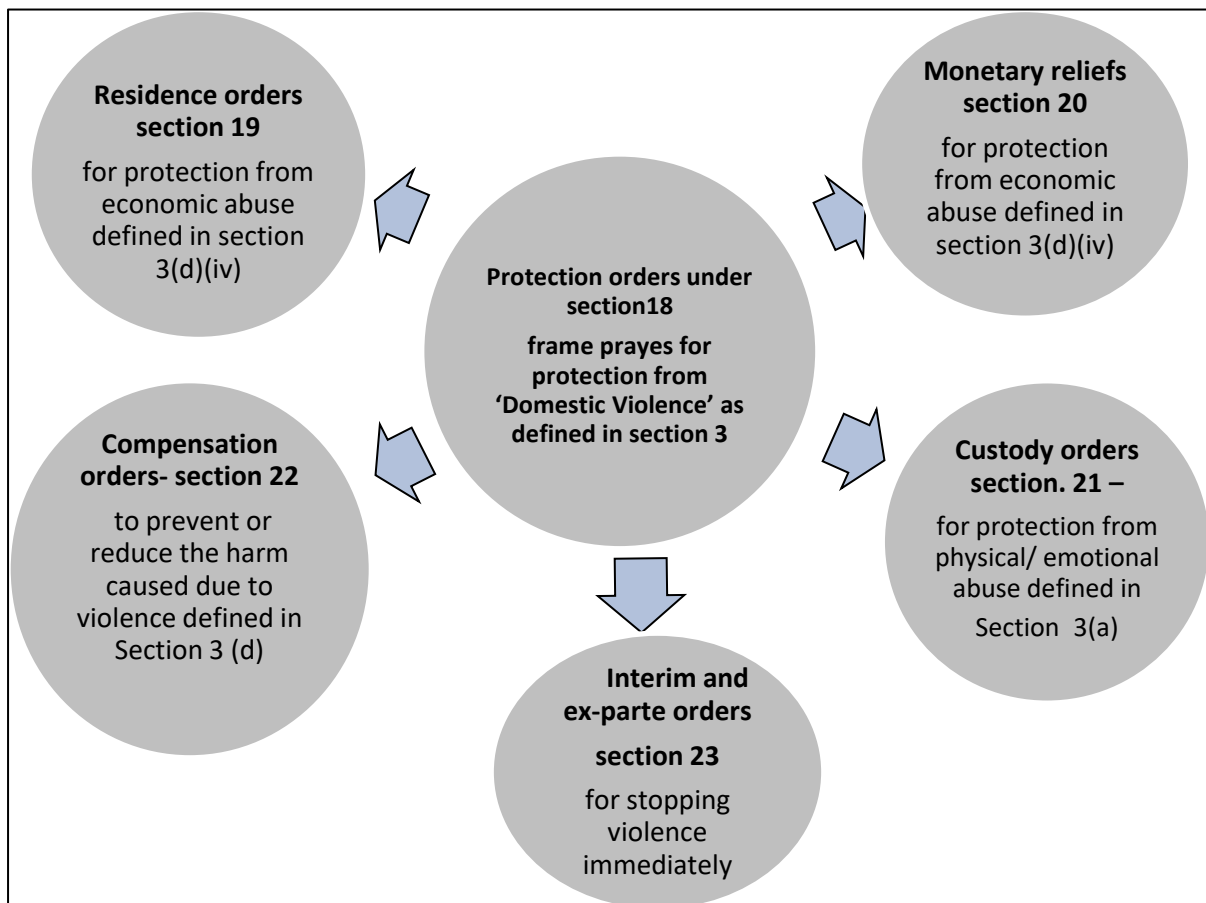 Residence orders
section 19
for protection from
economic abuse
defined in section
3(d)(iv)
Monetary reliefs
section 20
for protection
from economic
abuse defined in
section 3(d)(iv)
Protection orders under
section18
frame prayes for
protection from
‘Domestic Violence’ as
defined in section 3
Compensation
orders- section 22
to prevent or
reduce the harm
caused due to
violence defined in
Section 3 (d)
Custody orders
section. 21 –
for protection from
physical/ emotional
abuse defined in
Section 3(a)
Interim and
ex-parte orders
section 23
for stopping
violence
immediately